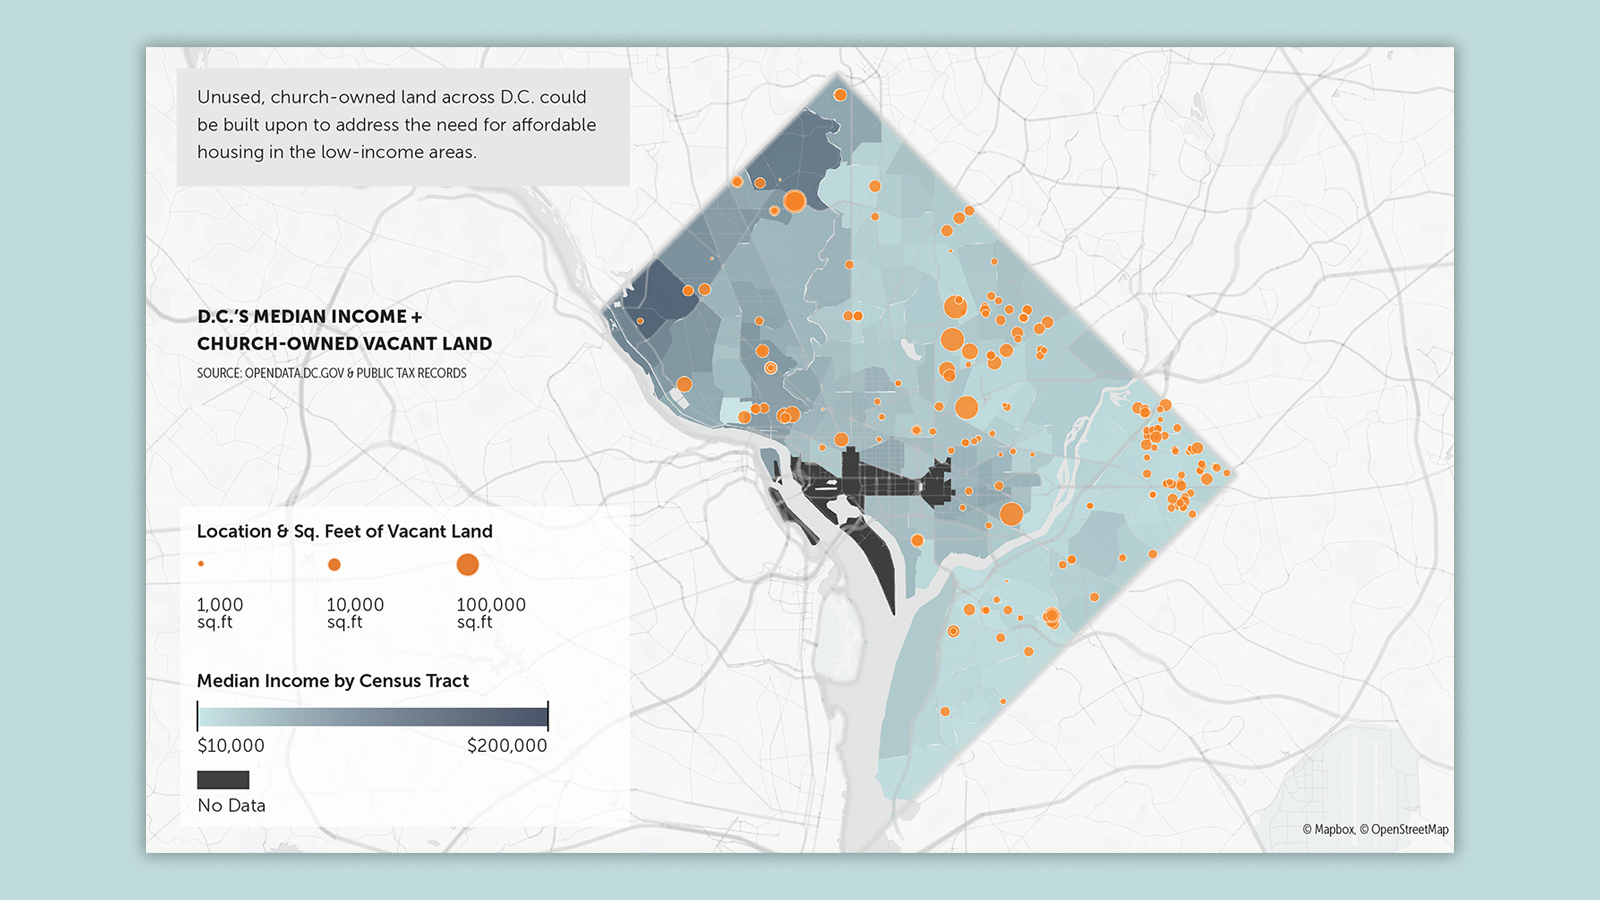 Unused, church-owned land across D.C. could
be built upon to address the need for affordable
housing in the low-income areas.
D.C.’S MEDIAN INCOME +
CHURCH-OWNED VACANT LAND
SOURCE: OPENDATA.DC.GOV & PUBLIC TAX RECORDS
Location & Sq. Feet of Vacant Land
1,000 sq.ft
10,000 sq.ft
100,000 sq.ft
Median Income by Census Tract
$10,000 $200,000
No Data
© Mapbox, © OpenStreetMap